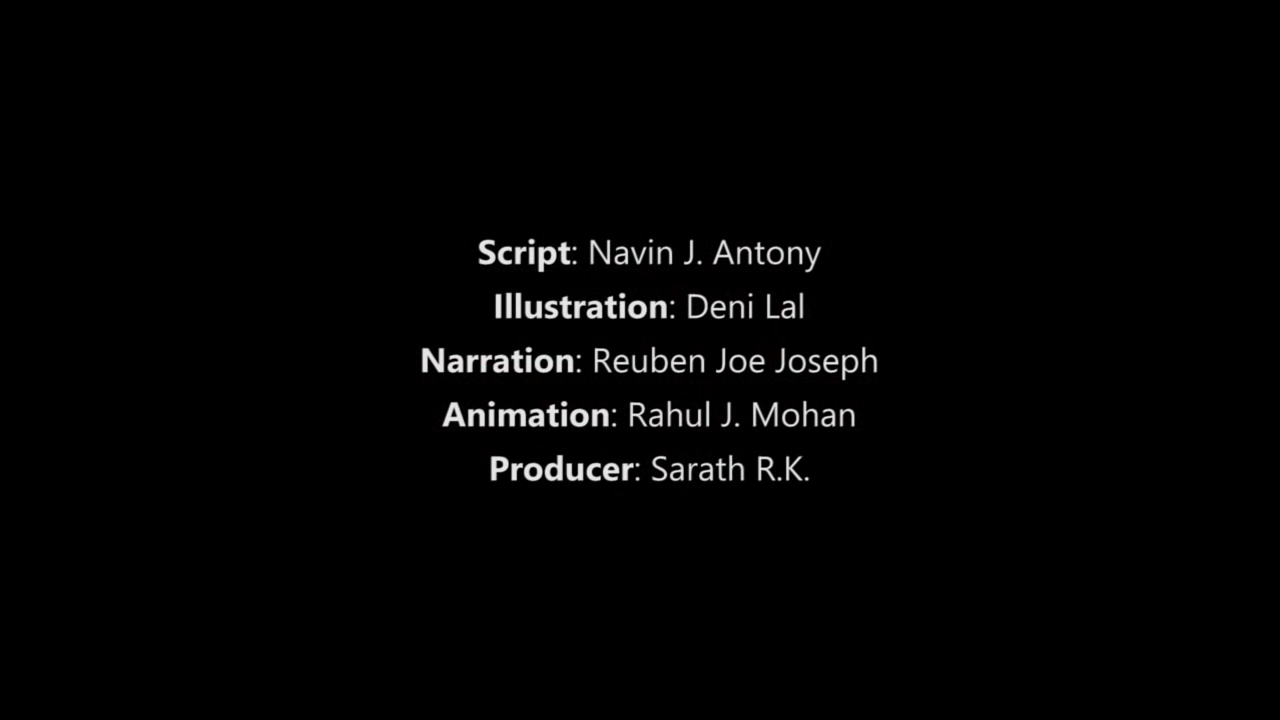 Script: Navin J. Antony
Illustration: Deni Lal
Narration: Reuben Joe Joseph
Animation: Rahul J. Mohan
Producer: Sarath R.K.